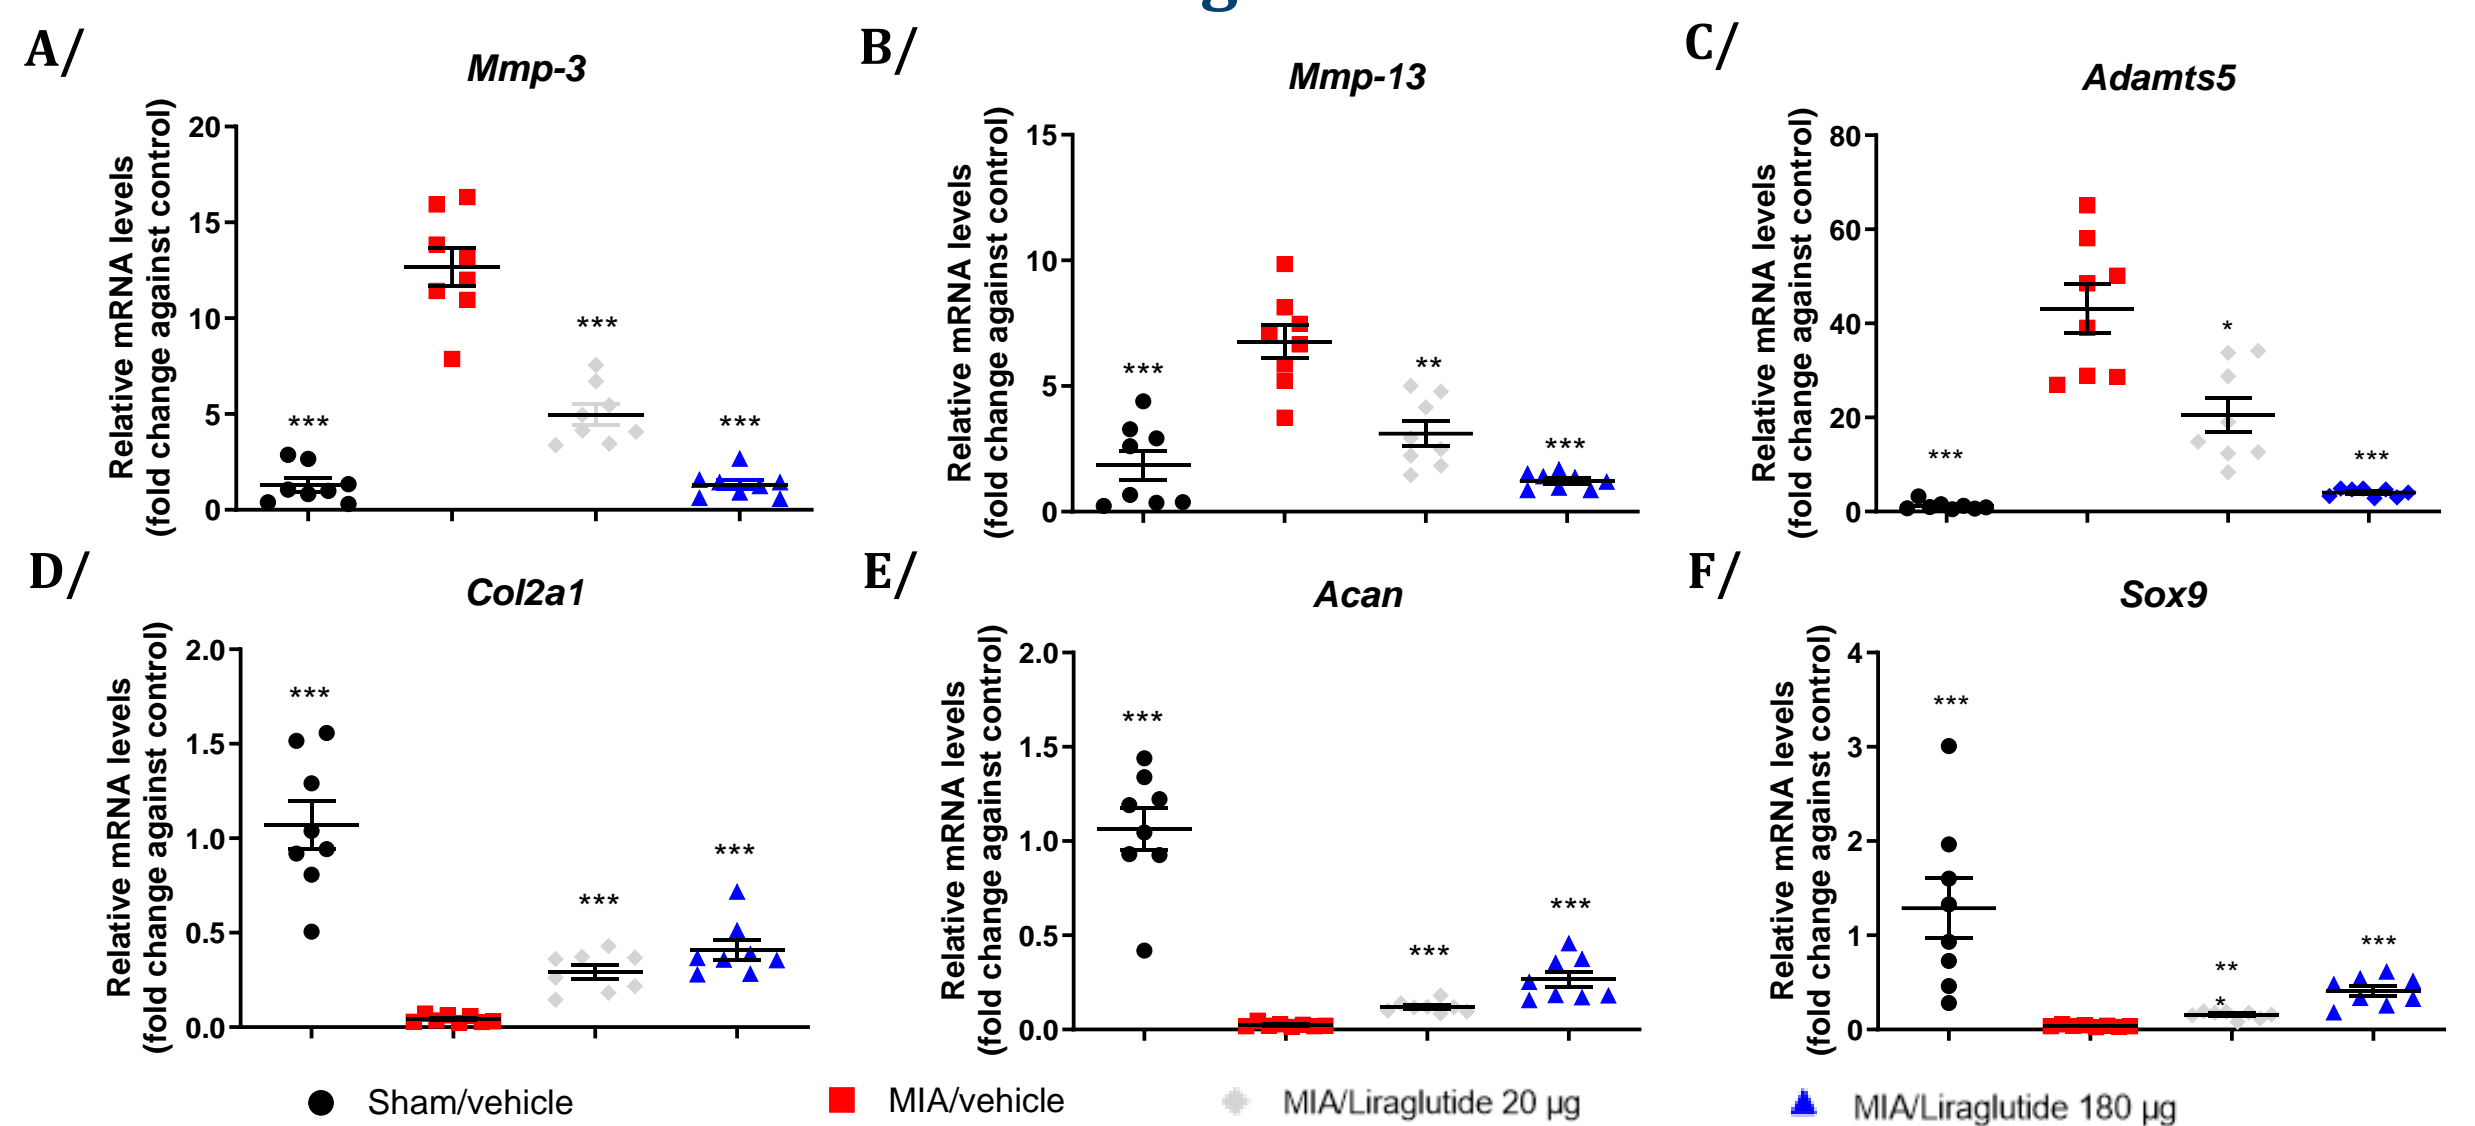 g
A/
Mmp-3
Relative mRNA levels
(fold change against control)
20
15
10
5
0
***
***
***
B/
Mmp-13
Relative mRNA levels
(fold change against control)
15
10
5
0
***
**
***
C/
Adamts5
Relative mRNA levels
(fold change against control)
80
60
40
20
0
***
*
***
D/
Col2a1
Relative mRNA levels
(fold change against control)
2.0
1.5
1.0
0.5
0.0
***
***
***
E/
Acan
Relative mRNA levels
(fold change against control)
2.0
1.5
1.0
0.5
0.0
***
***
***
F/
Sox9
Relative mRNA levels
(fold change against control)
4
3
2
1
0
***
**
*
***
Sham/vehicle
MIA/vehicle
MIA/Liraglutide 20 µg
MIA/Liraglutide 180 µg